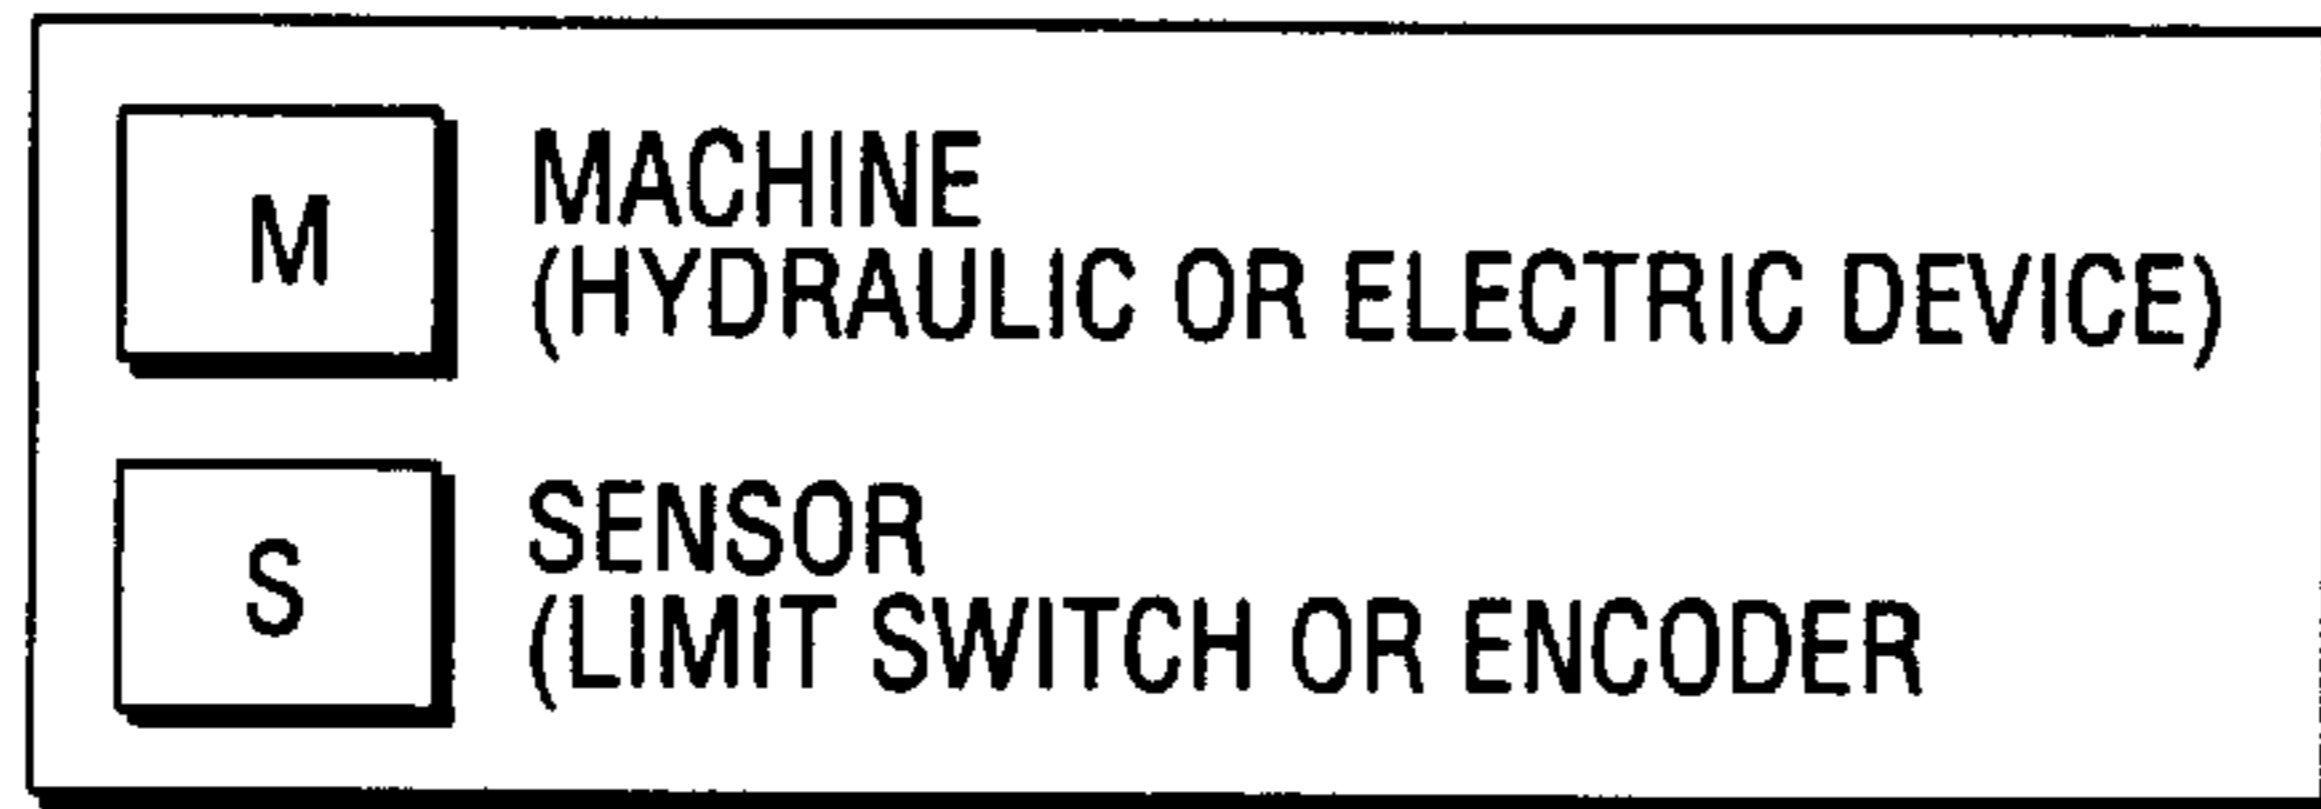 M
MACHINE
(HYDRAULIC OR ELECTRIC DEVICE)
S
SENSOR
(LIMIT SWITCH OR ENCODER